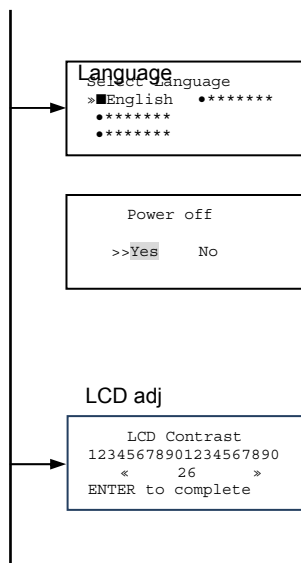 Language
Select Language
»■English   ●*******
●*******
●*******
Power off
>>Yes   No
LCD adj
LCD Contrast
12345678901234567890
«   26   »
ENTER to complete